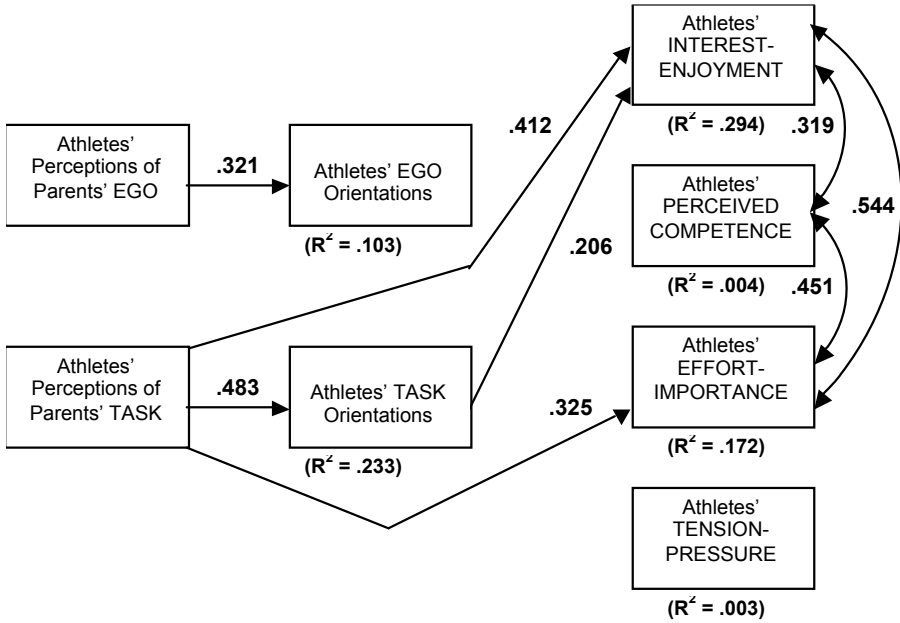 Athletes’
INTEREST-
ENJOYMENT
(R² = .294)
.412
.319
Athletes’
Perceptions of
Parents’ EGO
.321
Athletes’ EGO
Orientations
(R² = .103)
Athletes’
PERCEIVED
COMPETENCE
(R² = .004)
.544
.206
.451
Athletes’
Perceptions of
Parents’ TASK
.483
Athletes’ TASK
Orientations
(R² = .233)
.325
Athletes’
EFFORT-
IMPORTANCE
(R² = .172)
Athletes’
TENSION-
PRESSURE
(R² = .003)